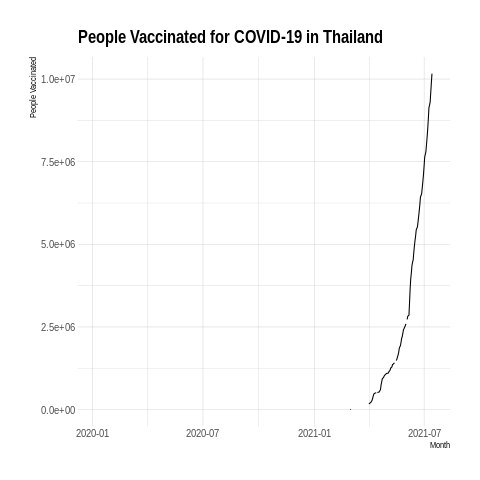 People Vaccinated for COVID-19 in Thailand
People Vaccinated
1.0e+07
7.5e+06
5.0e+06
2.5e+06
0.0e+00
2020-01 2020-07 2021-01 2021-07
Month